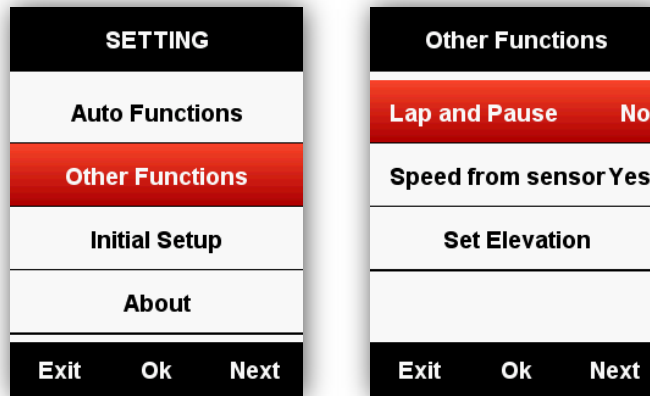 SETTING
Auto Functions
Other Functions
Initial Setup
About
Exit Ok Next
Other Functions
Lap and Pause No
Speed from sensor Yes
Set Elevation
Exit Ok Next